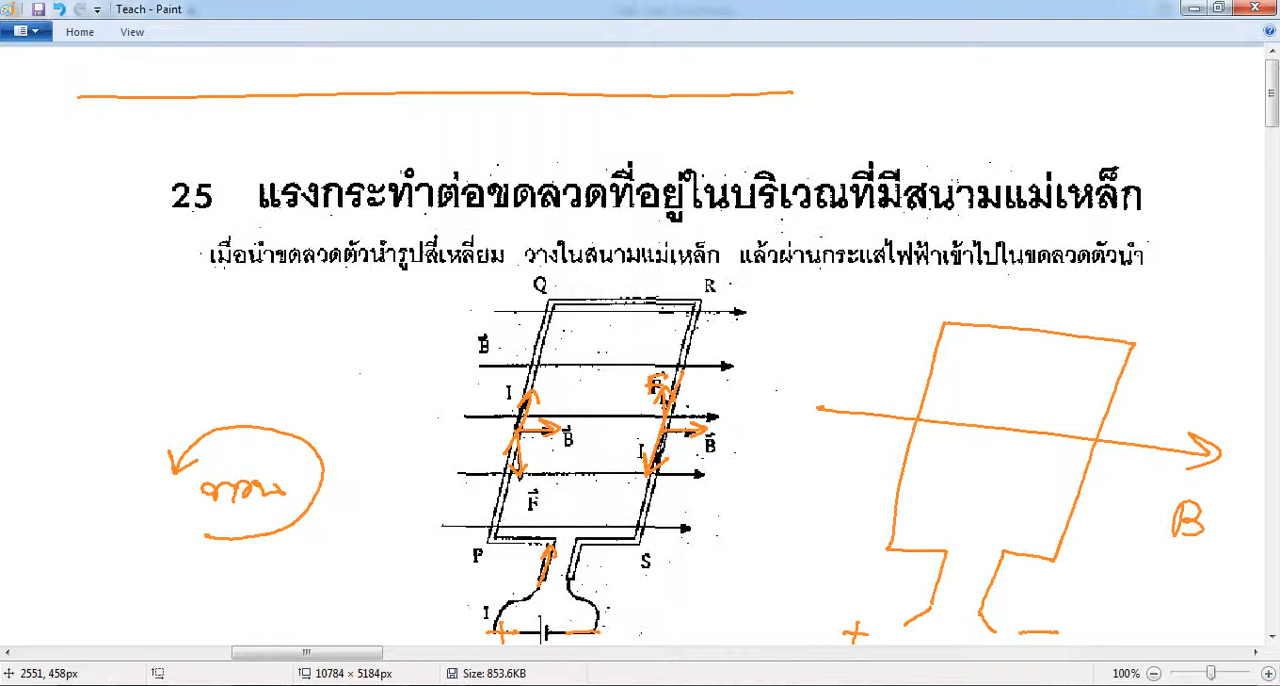 Teach - Paint
Home View
25 แรงกระทำต่อขดลวดที่อยู่ในบริเวณที่มีสนามแม่เหล็ก
เมื่อนำขดลวดตัวนำรูปสี่เหลี่ยม วางในสนามแม่เหล็ก แล้วผ่านกระแสไฟฟ้าเข้าไปในขดลวดตัวนำ
Q R
B
I F
B I B
F
B
P S
I
+ + −
2551, 458px 10784 × 5184px Size: 853.6KB 100%